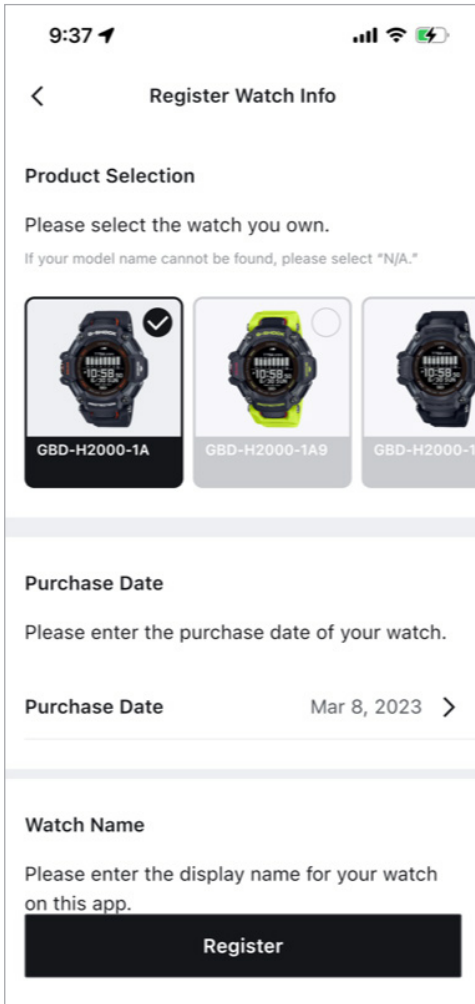 9:37
Register Watch Info
Product Selection
Please select the watch you own.
If your model name cannot be found, please select “N/A.”
GBD-H2000-1A
GBD-H2000-1A9
GBD-H2000-1
Purchase Date
Please enter the purchase date of your watch.
Purchase Date Mar 8, 2023
Watch Name
Please enter the display name for your watch
on this app.
Register